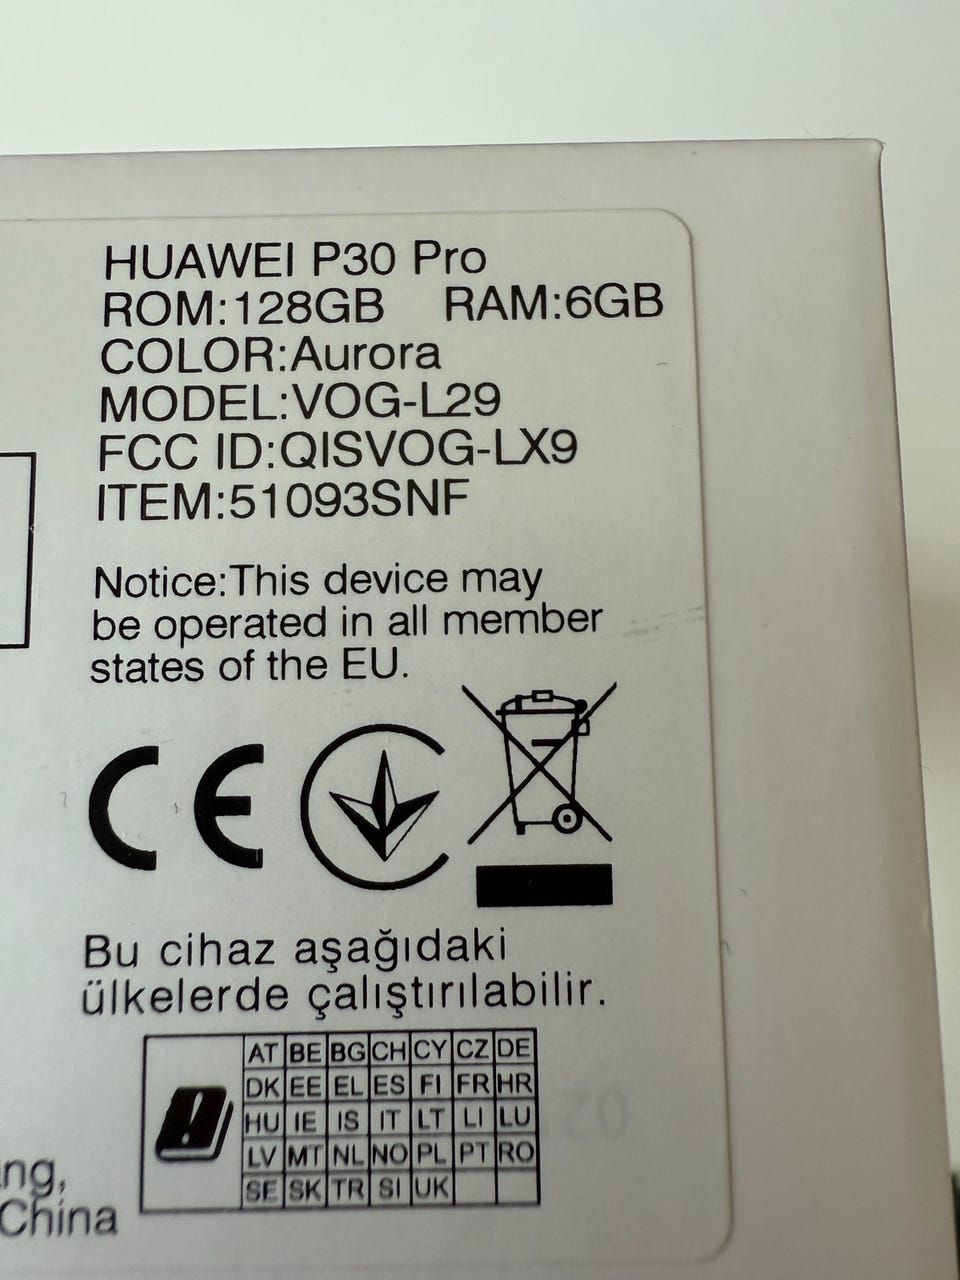 HUAWEI P30 Pro
ROM:128GB RAM:6GB
COLOR:Aurora
MODEL:VOG-L29
FCC ID:QISVOG-LX9
ITEM:51093SNF
Notice:This device may
be operated in all member
states of the EU.
CE
Bu cihaz aşağıdaki
ülkelerde çalıştırılabilir.
AT BE BG CH CY CZ DE
DK EE EL ES FI FR HR
HU IE IS IT LT LI LU
LV MT NL NO PL PT RO
SE SK TR SI UK
China